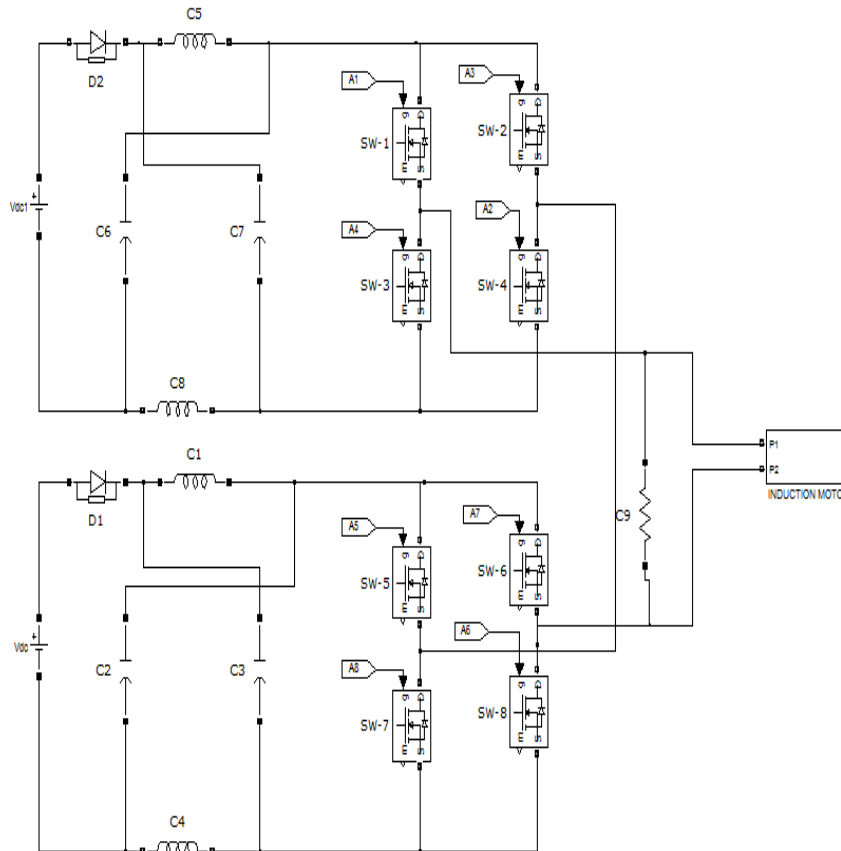 C5
D2
A1
A3
SW-1
SW-2
g
D
m
S
g
D
m
S
+
Vdc1
C6
C7
A4
A2
SW-3
SW-4
g
D
m
S
g
D
m
S
C8
C1
D1
P1
P2
INDUCTION MOTO
C9
A5
A7
SW-5
SW-6
g
D
m
S
g
D
m
S
+
Vdc
C2
C3
A8
A6
SW-7
SW-8
g
D
m
S
g
D
m
S
C4